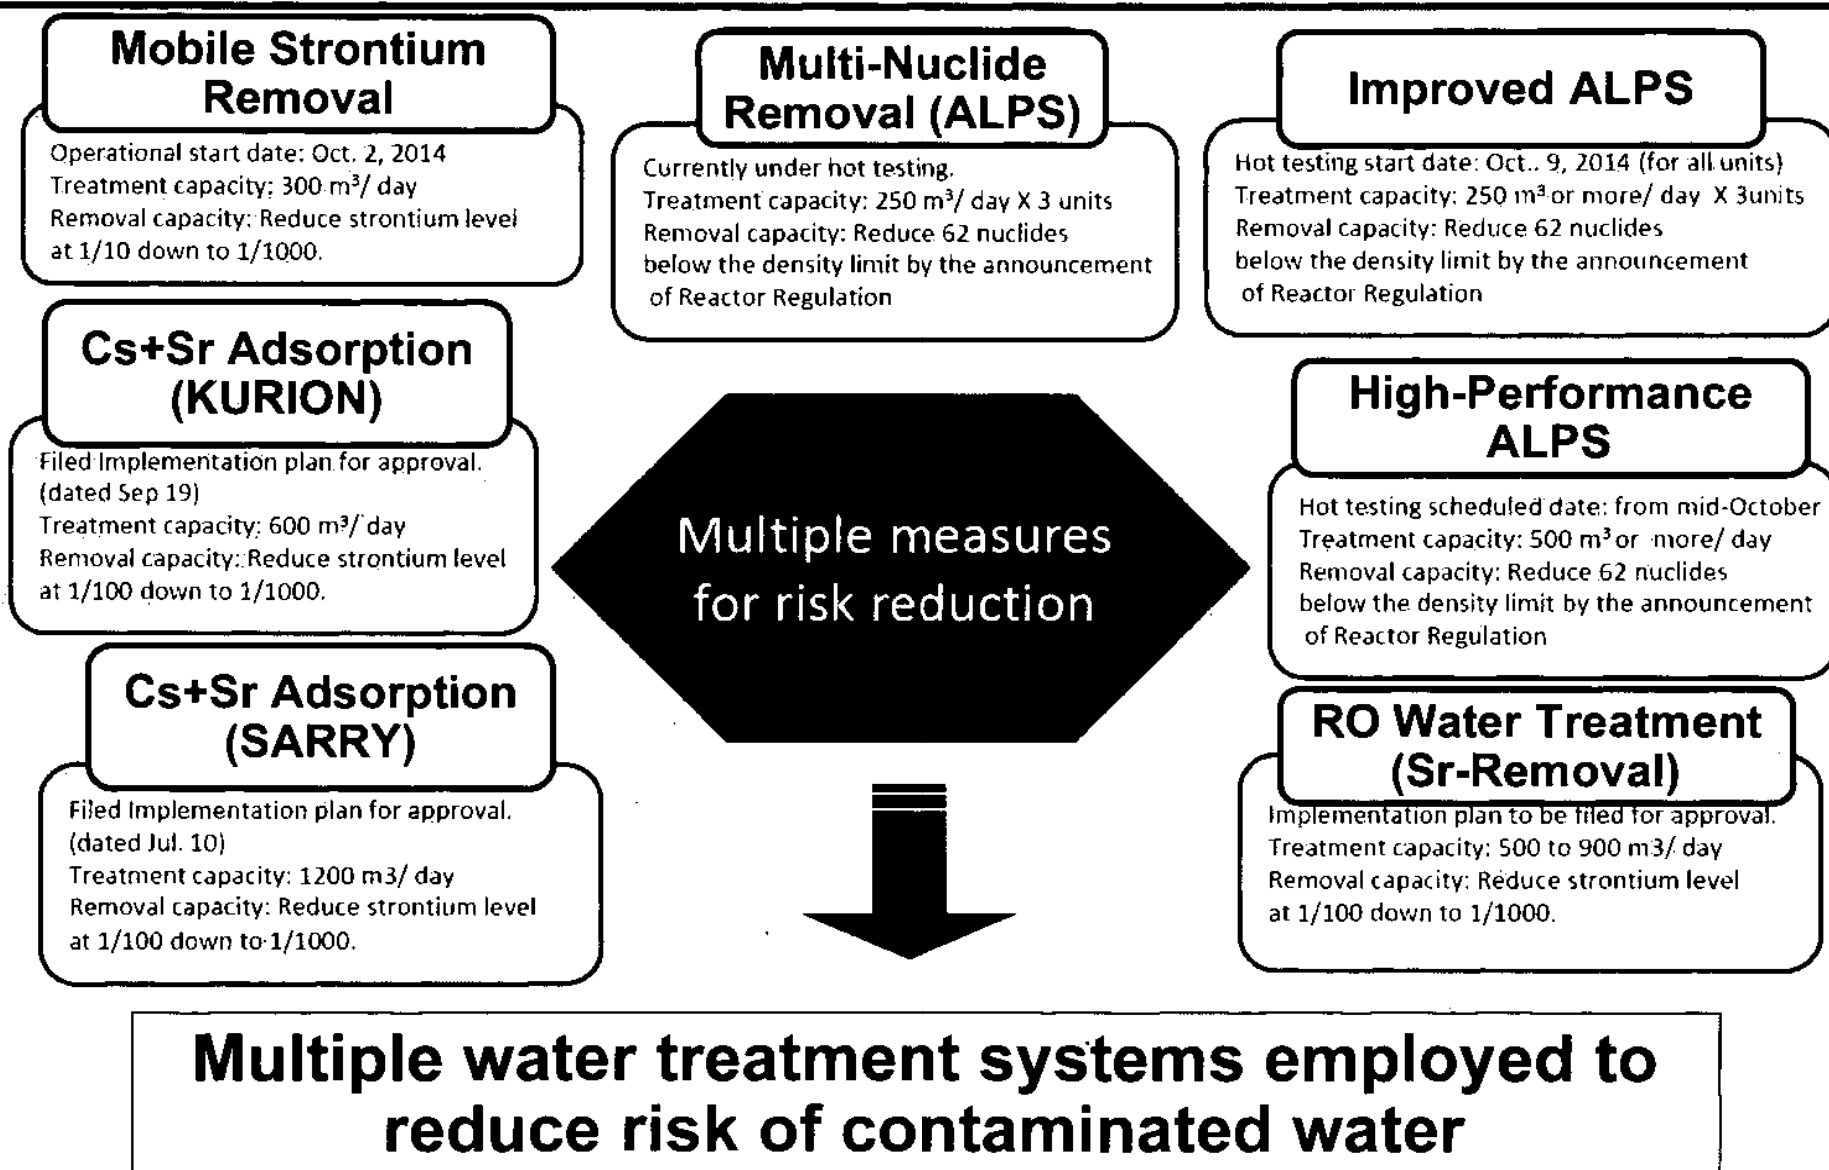 Mobile Strontium
Removal
Operational start date: Oct. 2, 2014
Treatment capacity: 300 m³/ day
Removal capacity: Reduce strontium level
at 1/10 down to 1/1000.
Multi-Nuclide
Removal (ALPS)
Currently under hot testing.
Treatment capacity: 250 m³/ day X 3 units
Removal capacity: Reduce 62 nuclides
below the density limit by the announcement
of Reactor Regulation
Improved ALPS
Hot testing start date: Oct.. 9, 2014 (for all units)
Treatment capacity: 250 m³ or more/ day X 3units
Removal capacity: Reduce 62 nuclides
below the density limit by the announcement
of Reactor Regulation
Cs+Sr Adsorption
(KURION)
Filed Implementation plan for approval.
(dated Sep 19)
Treatment capacity: 600 m³/ day
Removal capacity: Reduce strontium level
at 1/100 down to 1/1000.
Multiple measures
for risk reduction
High-Performance
ALPS
Hot testing scheduled date: from mid-October
Treatment capacity: 500 m³ or more/ day
Removal capacity: Reduce 62 nuclides
below the density limit by the announcement
of Reactor Regulation
Cs+Sr Adsorption
(SARRY)
Filed Implementation plan for approval.
(dated Jul. 10)
Treatment capacity: 1200 m3/ day
Removal capacity: Reduce strontium level
at 1/100 down to 1/1000.
RO Water Treatment
(Sr-Removal)
Implementation plan to be filed for approval.
Treatment capacity: 500 to 900 m3/ day
Removal capacity: Reduce strontium level
at 1/100 down to 1/1000.
Multiple water treatment systems employed to
reduce risk of contaminated water